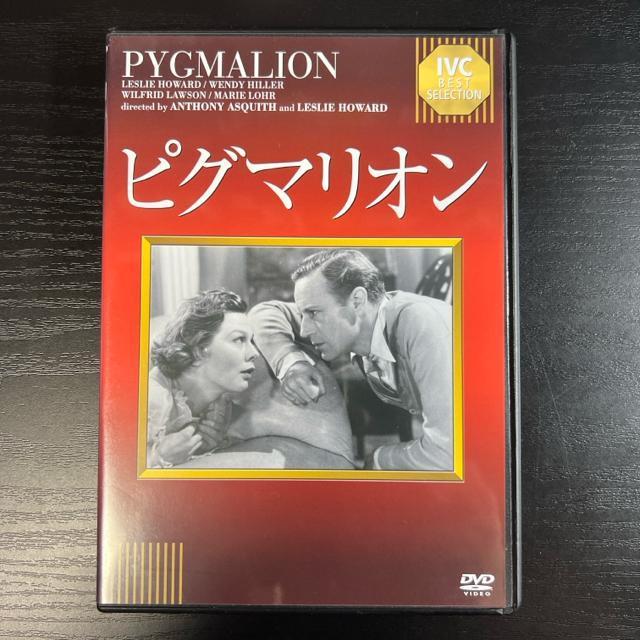 PYGMALION
LESLIE HOWARD / WENDY HILLER
WILFRID LAWSON / MARIE LOHR
directed by ANTHONY ASQUITH and LESLIE HOWARD
IVC
BEST
SELECTION
ピグマリオン
DVD
VIDEO